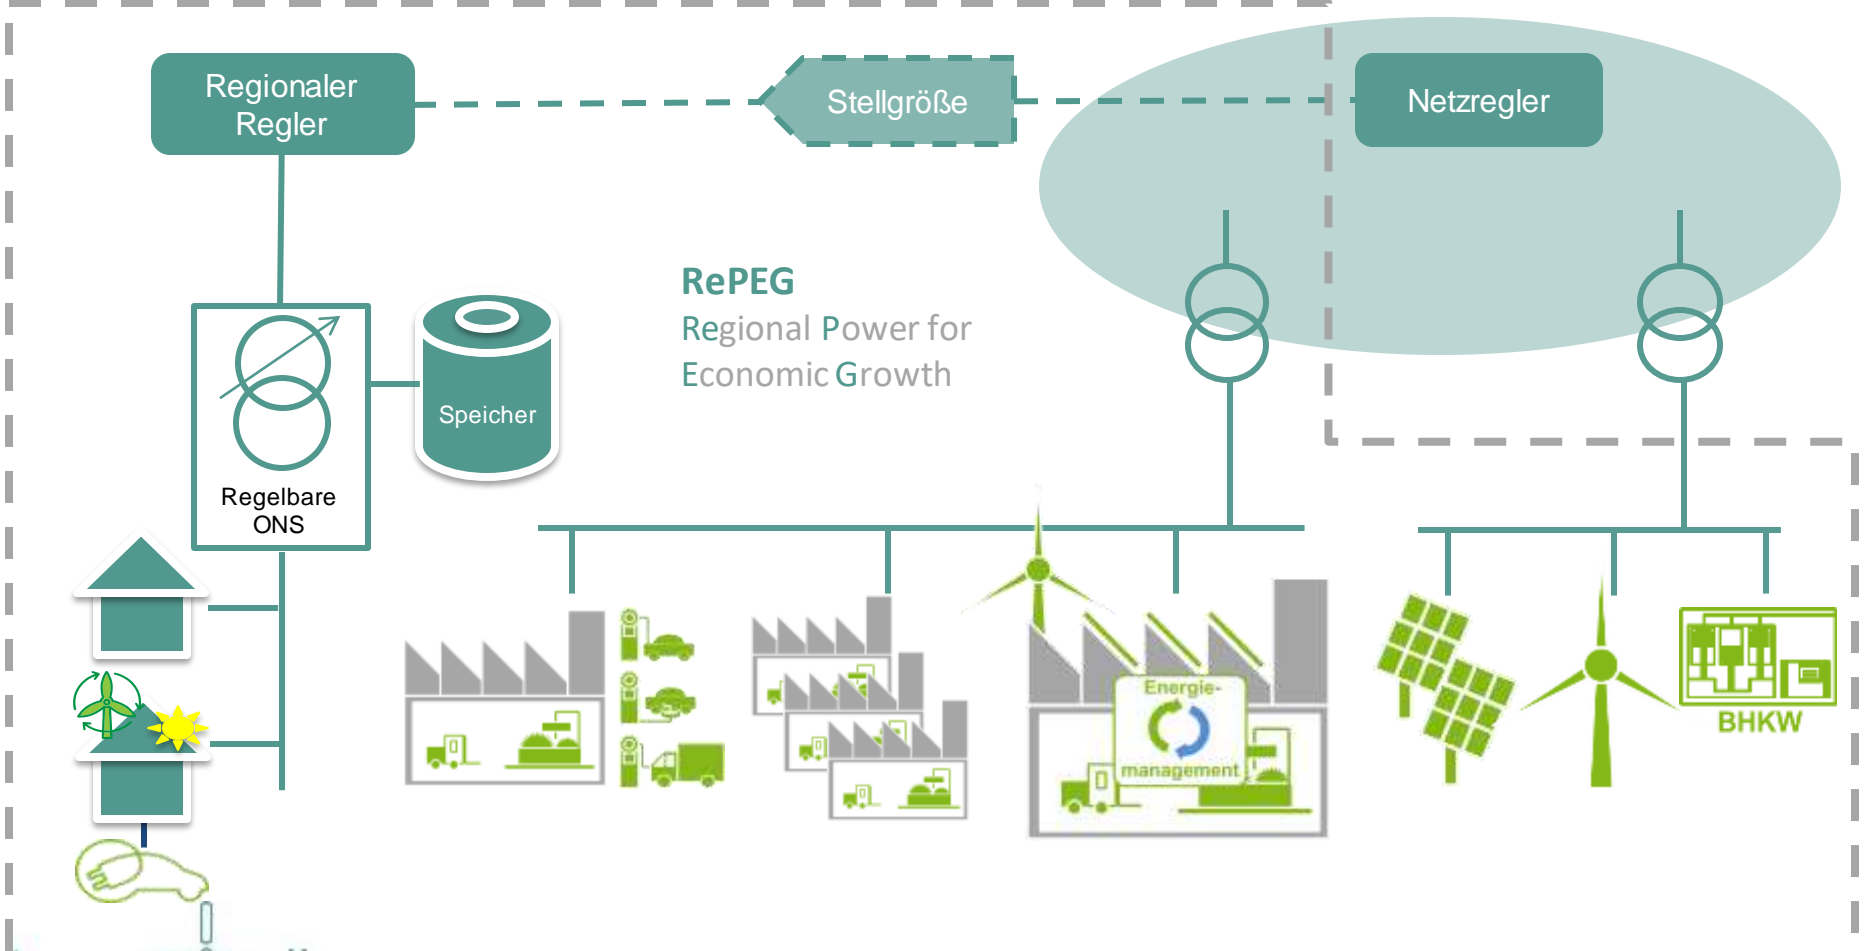 Regionaler
Regler
Stellgröße
Netzregler
RePEG
Regional Power for
Economic Growth
Speicher
Regelbare
ONS
Energie-
management
BHKW